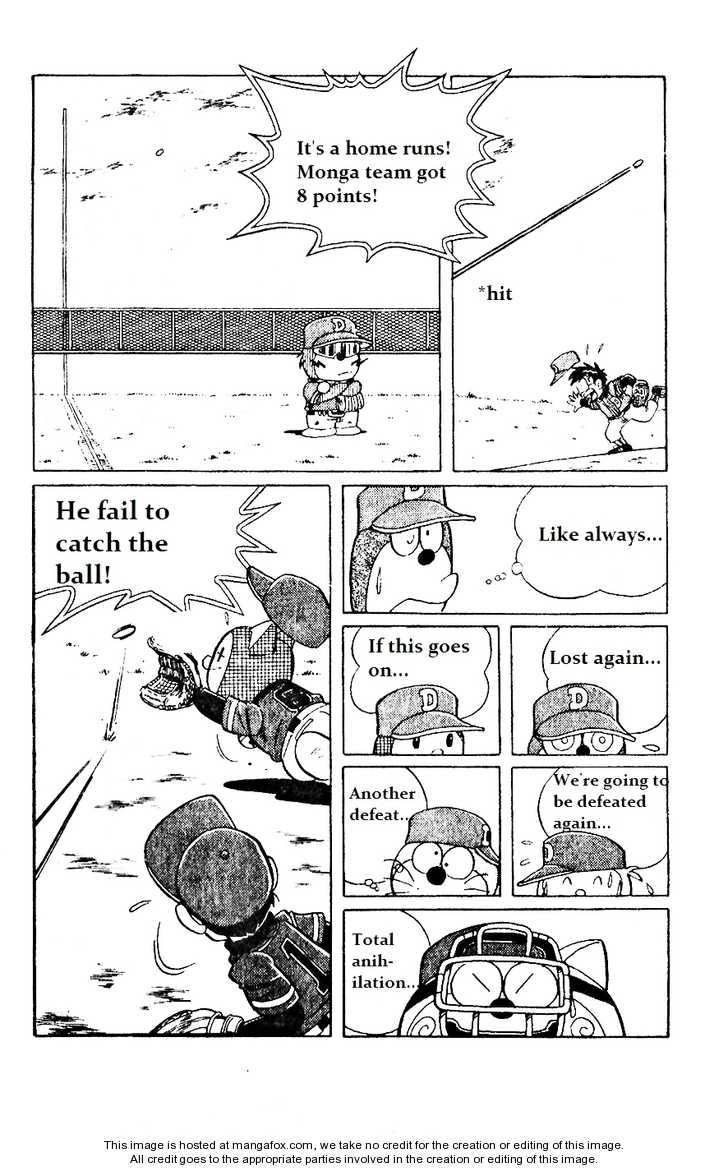 It's a home runs!
Monga team got
8 points!
*hit
He fail to
catch the
ball!
Like always...
If this goes
on...
Lost again...
Another
defeat...
We're going to
be defeated
again...
Total
anih-
ilation...
D
D
D
D
1
This image is hosted at mangafox.com, we take no credit for the creation or editing of this image.
All credit goes to the appropriate parties involved in the creation or editing of this image.